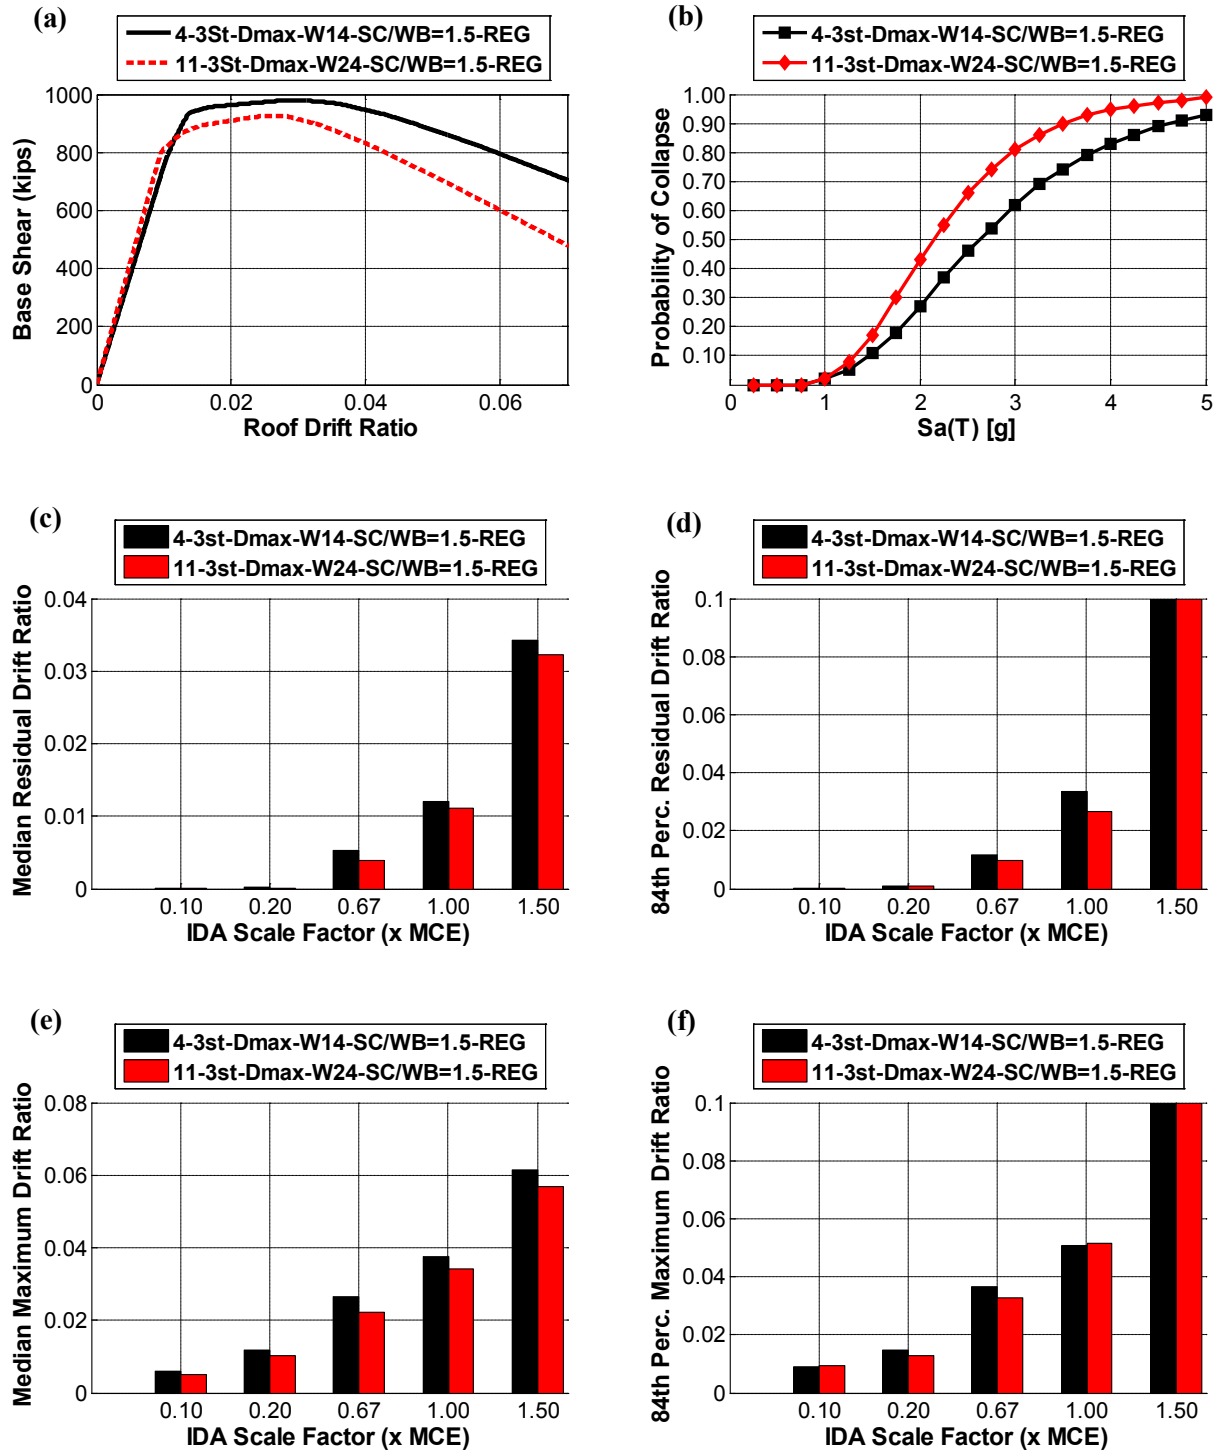 (a)
4-3St-Dmax-W14-SC/WB=1.5-REG
11-3St-Dmax-W24-SC/WB=1.5-REG
1000
800
600
400
200
0
Base Shear (kips)
0 0.02 0.04 0.06
Roof Drift Ratio
(b)
4-3st-Dmax-W14-SC/WB=1.5-REG
11-3st-Dmax-W24-SC/WB=1.5-REG
1.00
0.90
0.80
0.70
0.60
0.50
0.40
0.30
0.20
0.10
Probability of Collapse
0 1 2 3 4 5
Sa(T) [g]
(c)
4-3st-Dmax-W14-SC/WB=1.5-REG
11-3st-Dmax-W24-SC/WB=1.5-REG
0.04
0.03
0.02
0.01
0
Median Residual Drift Ratio
0.10 0.20 0.67 1.00 1.50
IDA Scale Factor (x MCE)
(d)
4-3st-Dmax-W14-SC/WB=1.5-REG
11-3st-Dmax-W24-SC/WB=1.5-REG
0.1
0.08
0.06
0.04
0.02
0
84th Perc. Residual Drift Ratio
0.10 0.20 0.67 1.00 1.50
IDA Scale Factor (x MCE)
(e)
4-3st-Dmax-W14-SC/WB=1.5-REG
11-3st-Dmax-W24-SC/WB=1.5-REG
0.08
0.06
0.04
0.02
0
Median Maximum Drift Ratio
0.10 0.20 0.67 1.00 1.50
IDA Scale Factor (x MCE)
(f)
4-3st-Dmax-W14-SC/WB=1.5-REG
11-3st-Dmax-W24-SC/WB=1.5-REG
0.1
0.08
0.06
0.04
0.02
0
84th Perc. Maximum Drift Ratio
0.10 0.20 0.67 1.00 1.50
IDA Scale Factor (x MCE)